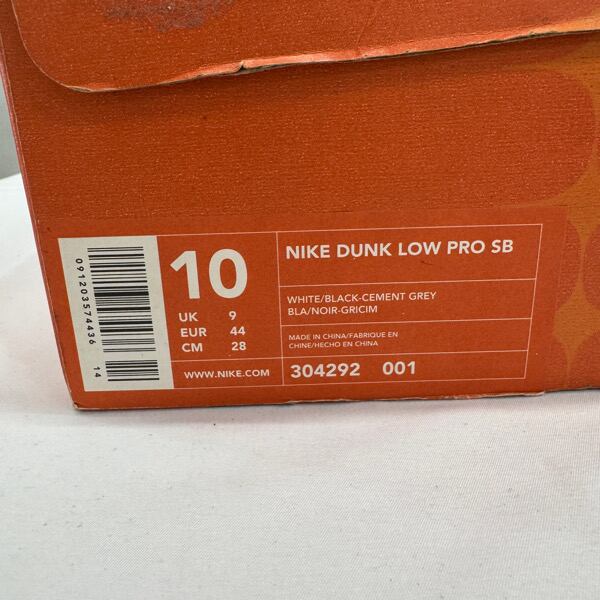 091203574436
14
10
UK 9
EUR 44
CM 28
WWW.NIKE.COM
NIKE DUNK LOW PRO SB
WHITE/BLACK-CEMENT GREY
BLA/NOIR-GRICIM
MADE IN CHINA/FABRIQUE EN
CHINE/HECHO EN CHINA
304292 001